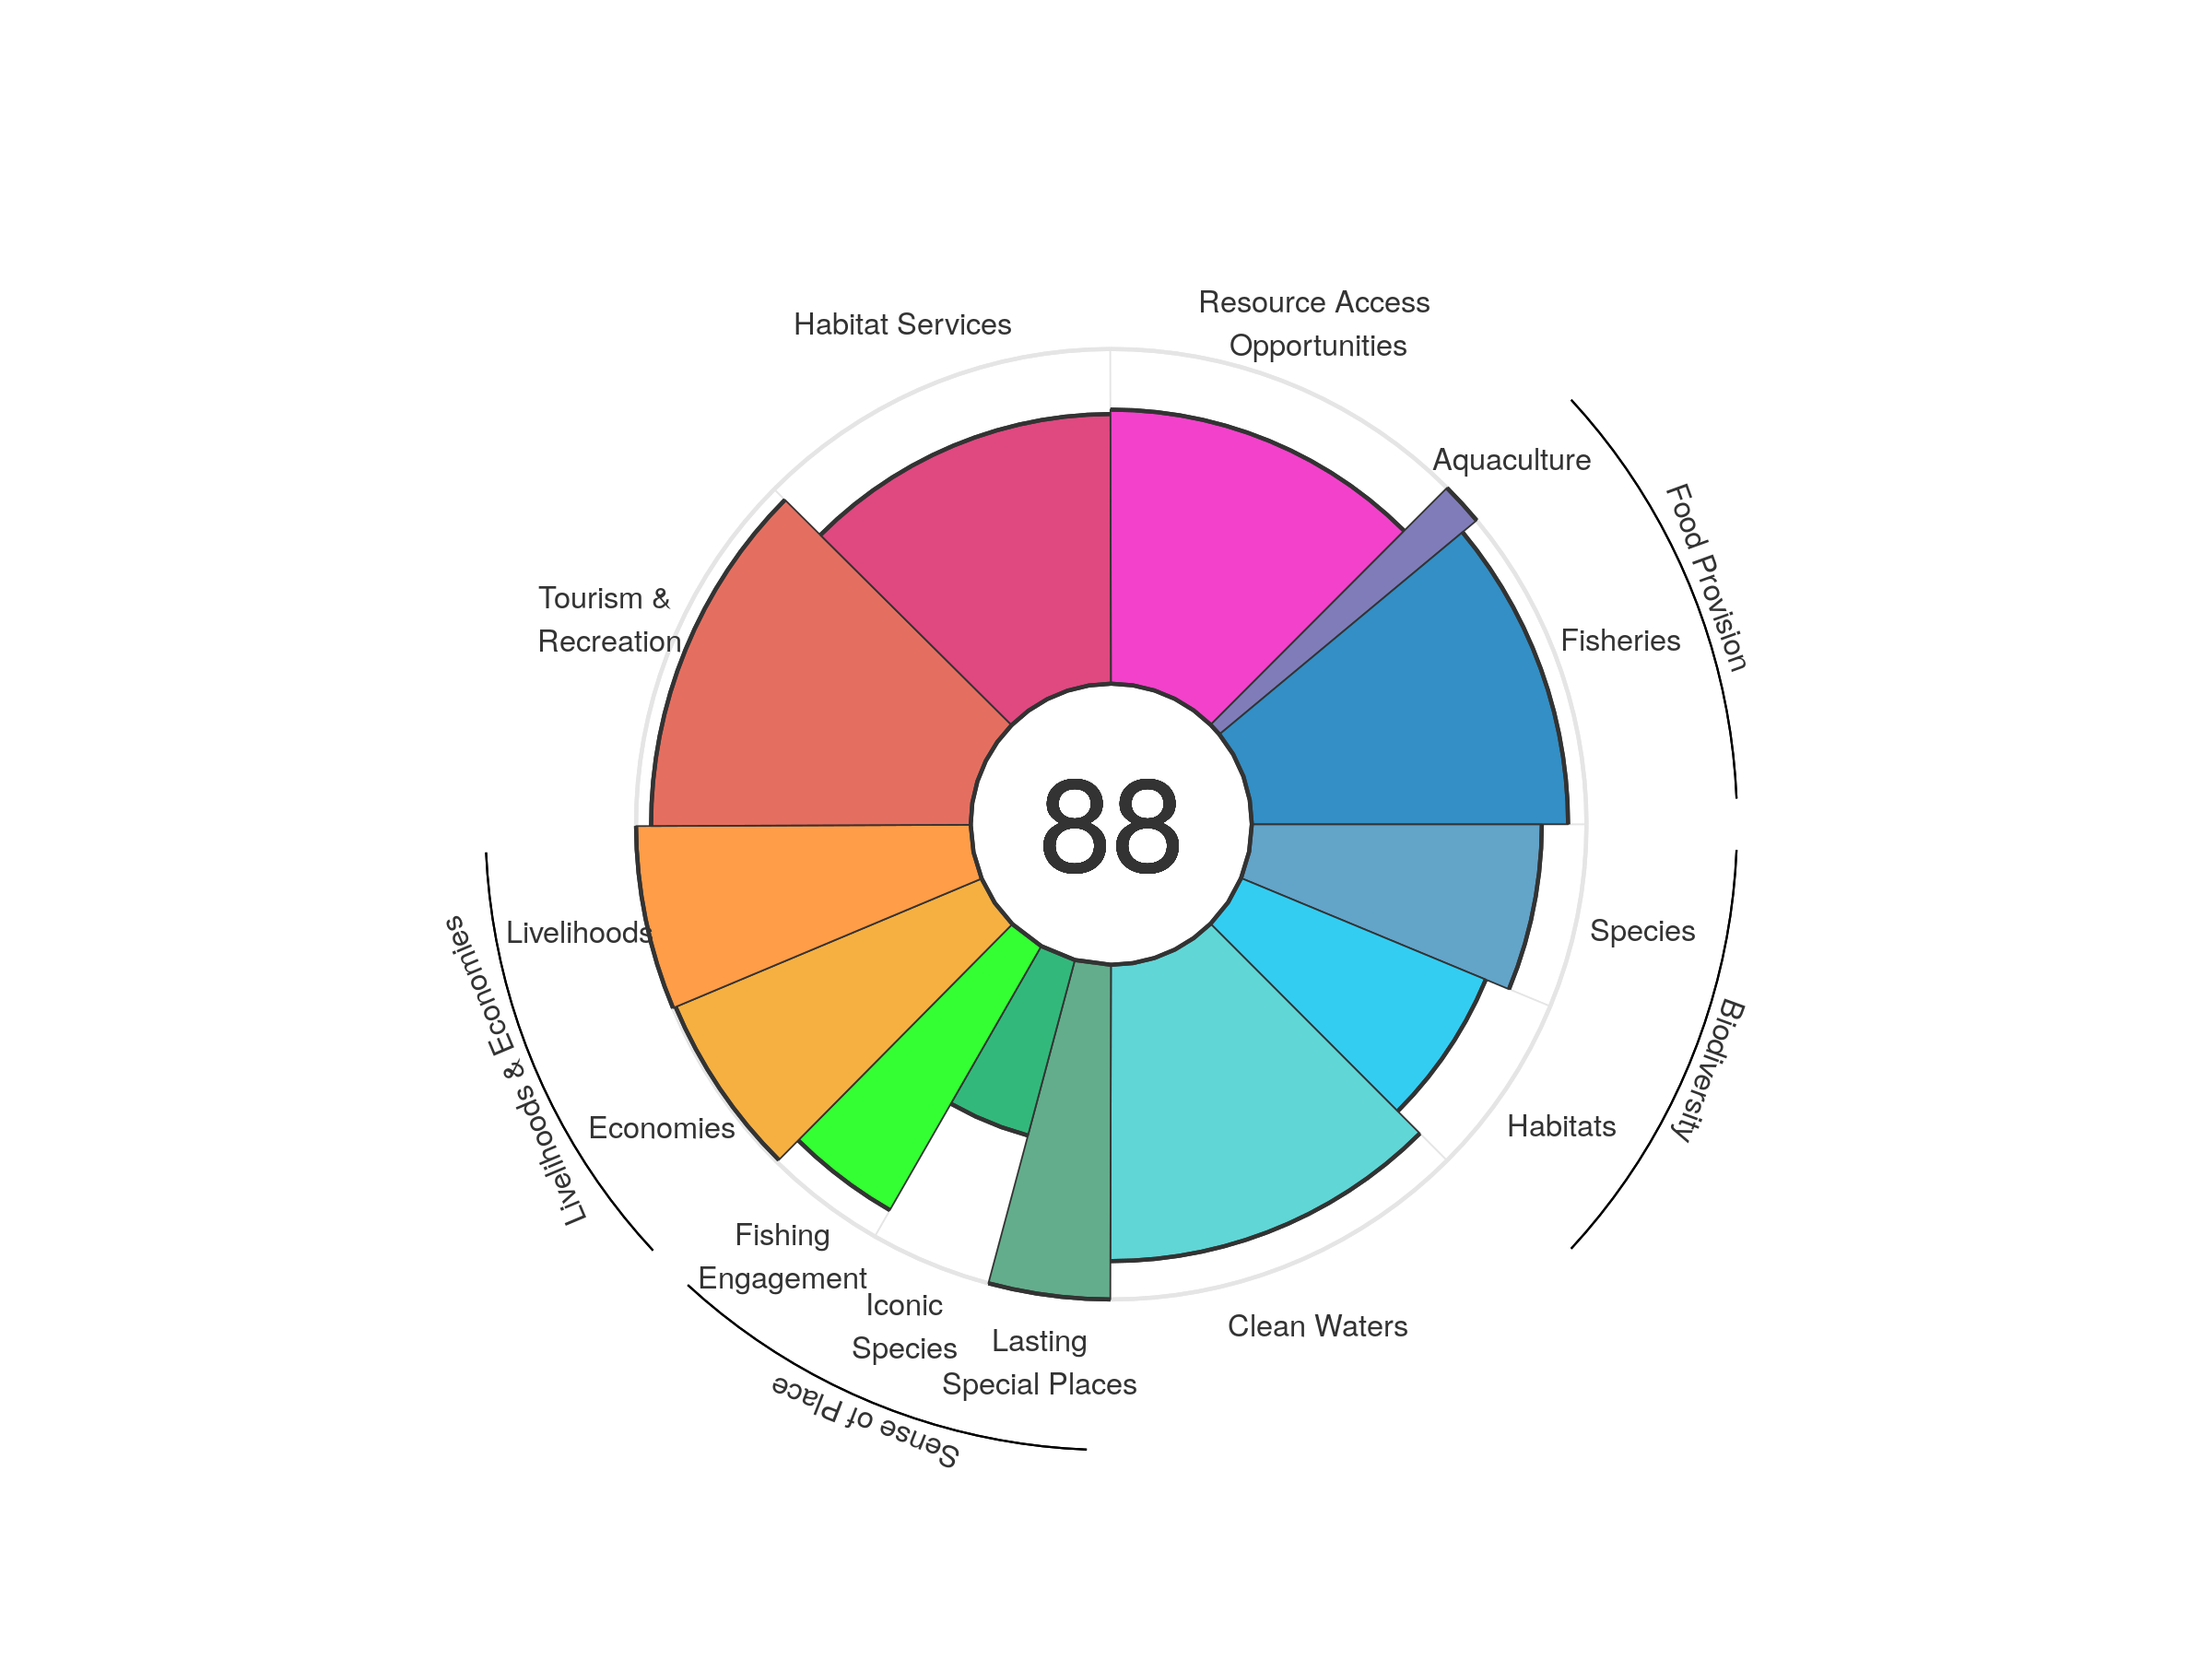 Resource Access
Opportunities
Habitat Services
Aquaculture
Food Provision
Tourism &
Recreation
Fisheries
88
Livelihoods
Species
Livelihoods & Economies
Biodiversity
Economies
Habitats
Fishing
Engagement
Iconic
Species
Lasting
Special Places
Clean Waters
Sense of Place